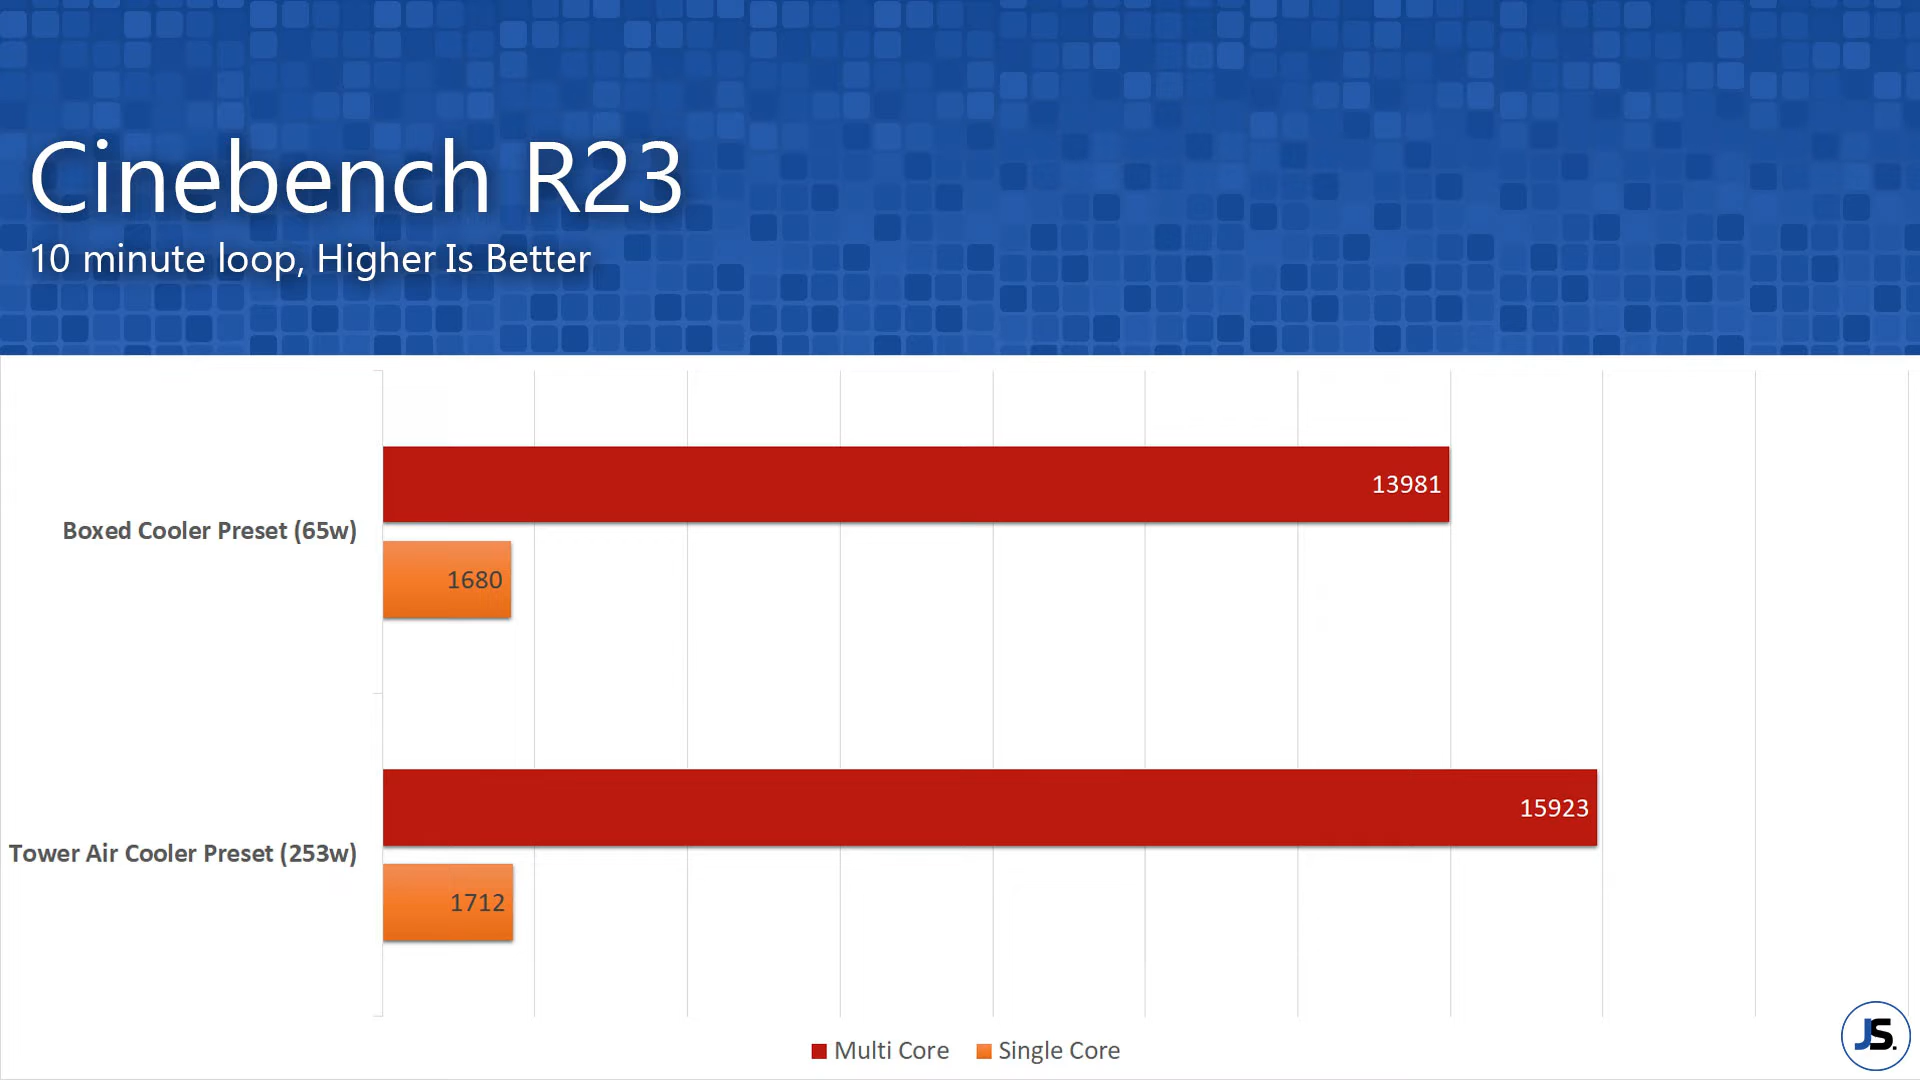 Cinebench R23
10 minute loop, Higher Is Better
13981
Boxed Cooler Preset (65w)
1680
15923
Tower Air Cooler Preset (253w)
1712
Multi Core
Single Core
JS.